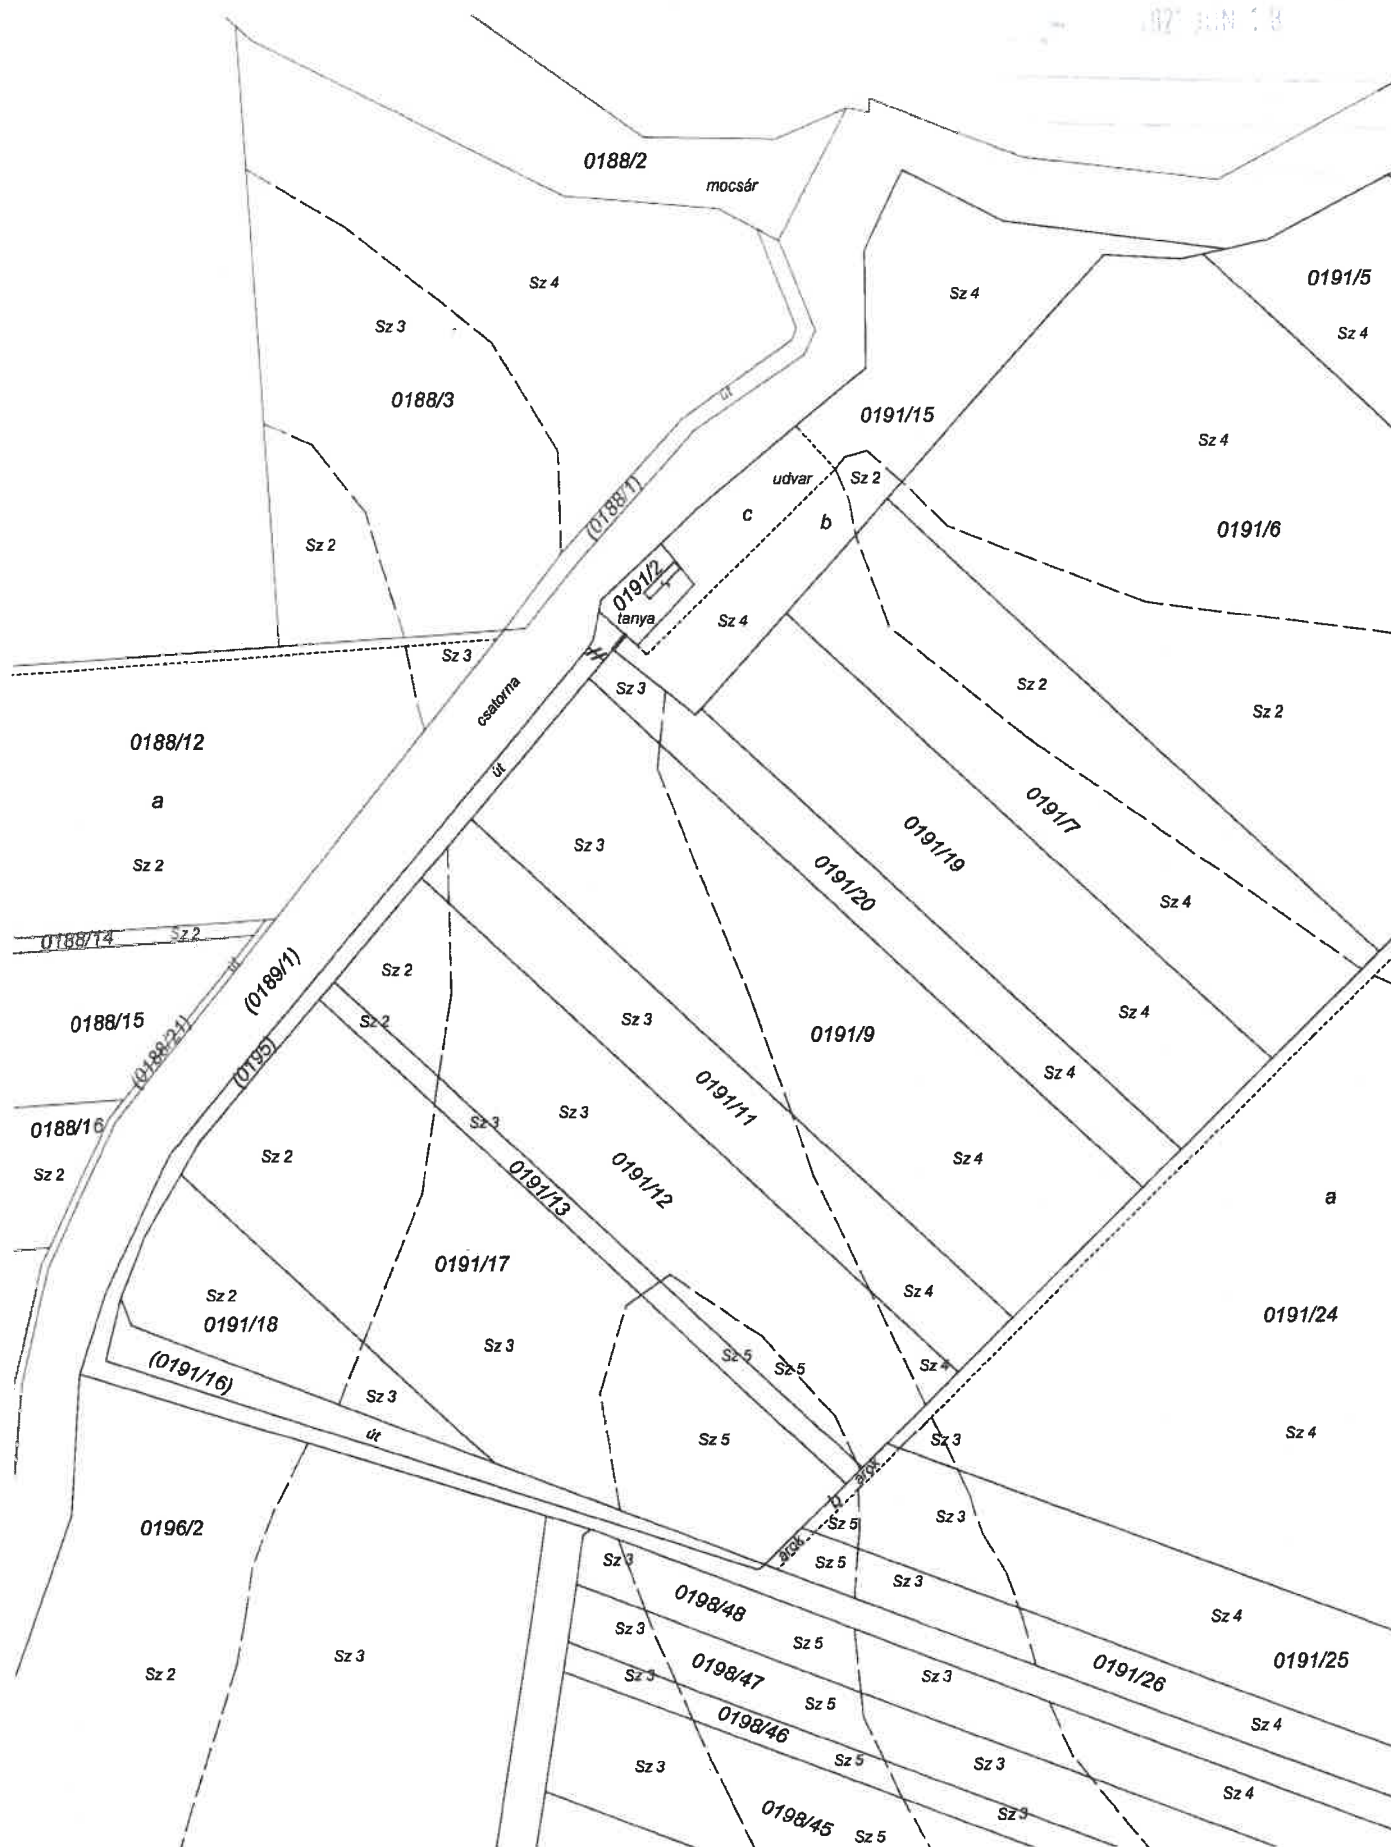 JUN
0188/2
mocsár
0191/5
Sz 4
Sz 4
Sz 4
Sz 3
0188/3
út
0191/15
Sz 4
Sz 2
udvar
(0188/1)
c
b
0191/6
Sz 2
0191/2
tanya
Sz 4
Sz 3
Sz 3
Sz 2
Sz 2
csatorna
0188/12
út
a
0191/7
0191/19
Sz 3
Sz 2
0191/20
Sz 4
0188/14
Sz 2
út
(0189/1)
Sz 2
0188/15
(0188/21)
Sz 2
Sz 3
0191/9
Sz 4
(0195)
Sz 4
0191/11
0188/16
Sz 3
Sz 3
Sz 2
Sz 2
0191/13
0191/12
Sz 4
a
0191/17
Sz 2
0191/18
Sz 4
0191/24
Sz 3
(0191/16)
Sz 5
Sz 5
Sz 4
Sz 3
út
Sz 5
Sz 3
Sz 4
árok
b
0196/2
Sz 5
Sz 3
árok
Sz 3
Sz 5
Sz 3
0198/48
Sz 4
Sz 3
Sz 5
Sz 3
Sz 2
0198/47
Sz 3
0191/26
0191/25
Sz 3
Sz 5
0198/46
Sz 4
Sz 3
Sz 5
Sz 3
Sz 4
0198/45
Sz 5
Sz 3